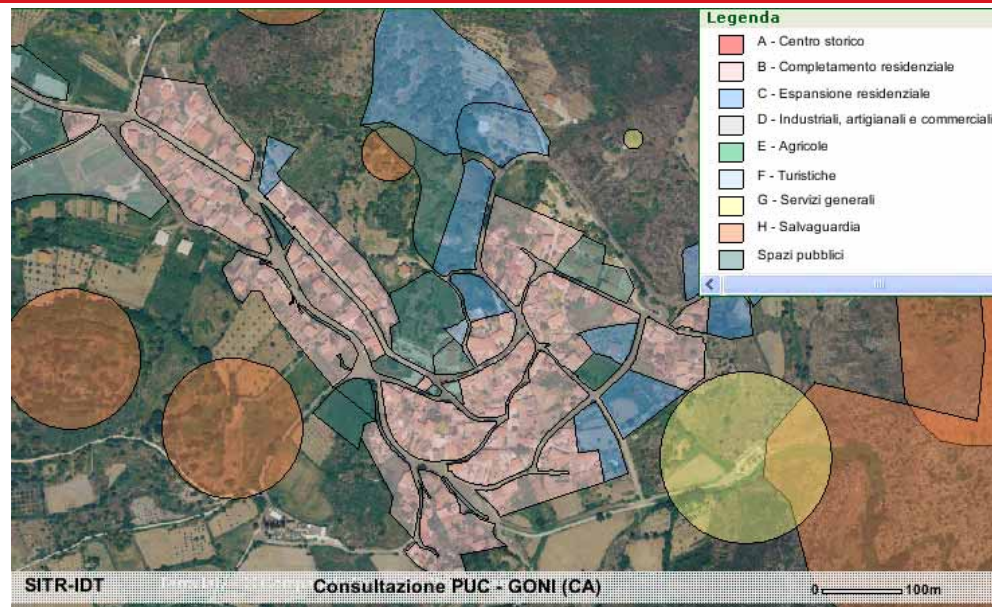 Legenda
A - Centro storico
B - Completamento residenziale
C - Espansione residenziale
D - Industriali, artigianali e commerciali
E - Agricole
F - Turistiche
G - Servizi generali
H - Salvaguardia
Spazi pubblici
SITR-IDT
Consultazione PUC - GONI (CA)
0 100m